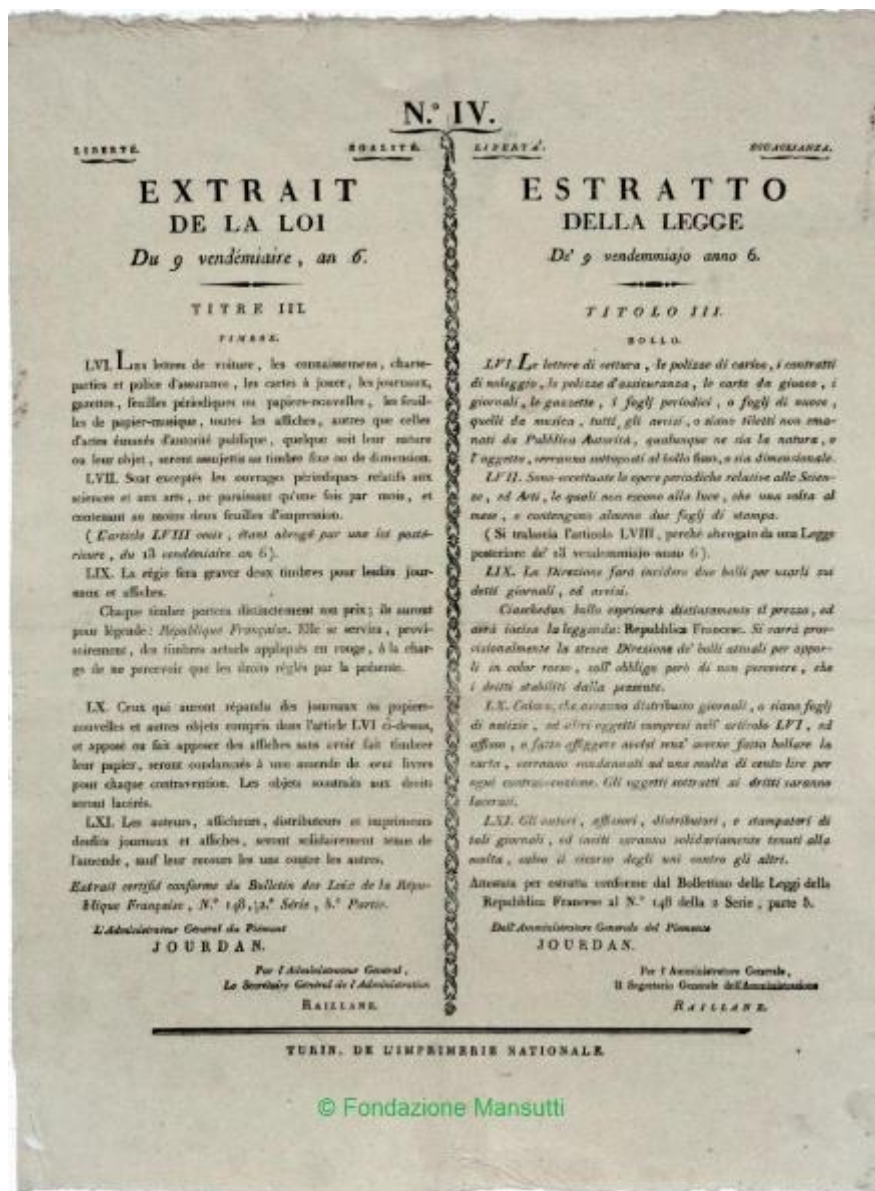 N.º IV.
LIBERTÉ. EGALITÉ.
EXTRAIT
DE LA LOI
Du 9 vendémiaire, an 6.
TITRE III.
TIMBRE.
LVI. Les lettres de voiture, les connaissemens, charte-
parties et police d'assurance, les cartes à jouer, les journaux,
gazettes, feuilles périodiques ou papiers-nouvelles, les feuil-
les de papier-musique, toutes les affiches, autres que celles
d'actes émanés d'autorité publique, quelque soit leur nature
ou leur objet, seront assujettis au timbre fixe ou de dimension.
LVII. Sont exceptés les ouvrages périodiques relatifs aux
sciences et aux arts, ne paraissant qu'une fois par mois, et
contenant au moins deux feuilles d'impression.
( L'article LVIII omis, étant abrogé par une loi posté-
rieure, du 13 vendémiaire an 6 ).
LIX. La régie fera graver deux timbres pour lesdits jour-
naux et affiches.
Chaque timbre portera distinctement son prix; ils auront
pour légende: République Française. Elle se servira, provi-
soirement, des timbres actuels appliqués en rouge, à la char-
ge de ne percevoir que les droits réglés par la présente.
LX. Ceux qui auront répandu des journaux ou papiers-
nouvelles et autres objets compris dans l'article LVI ci-dessus,
et apposé ou fait apposer des affiches sans avoir fait timbrer
leur papier, seront condamnés à une amende de cent livres
pour chaque contravention. Les objets soustraits aux droits
seront lacérés.
LXI. Les auteurs, afficheurs, distributeurs et imprimeurs
desdits journaux et affiches, seront solidairement tenus de
l'amende, sauf leur recours les uns contre les autres.
Extrait certifié conforme du Bulletin des Loix de la Répu-
blique Française, N.º 148, 2.º Série, 5.º Partie.
L'Administrateur Général du Piémont
JOURDAN.
Par l'Administrateur Général,
Le Secrétaire Général de l'Administration
RAILLANE.
LIBERTA'. EGUAGLIANZA.
ESTRATTO
DELLA LEGGE
De' 9 vendemmiajo anno 6.
TITOLO III.
BOLLO.
LVI. Le lettere di vettura, le polizze di carico, i contratti
di noleggio, le polizze d'assicuranza, le carte da giuoco, i
giornali, le gazzette, i foglj periodici, o foglj di nuove,
quelli da musica, tutti gli avvisi, o siano tiletti non ema-
nati da Pubblica Autorità, qualunque ne sia la natura, o
l'oggetto, verranno sottoposti al bollo fisso, o sia dimensionale.
LVII. Sono eccettuate le opere periodiche relative alle Scien-
ze, ed Arti, le quali non escono alla luce, che una volta al
mese, e contengono almeno due foglj di stampa.
( Si tralascia l'articolo LVIII, perchè abrogato da una Legge
posteriore de' 13 vendemmiajo anno 6 ).
LIX. La Direzione farà incidere due bolli per usarli sui
detti giornali, ed avvisi.
Ciaschedun bollo esprimerà distintamente il prezzo, ed
avrà incisa la leggenda: Repubblica Francese. Si varrà prov-
visionalmente la stessa Direzione de' bolli attuali per appor-
li in color rosso, coll' obbligo però di non percevere, che
i dritti stabiliti dalla presente.
LX. Coloro, che avranno distribuito giornali, o siano foglj
di notizie, ed altri oggetti compresi nell' articolo LVI, ed
affisso, o fatto affiggere avvisi senz' averne fatto bollare la
carta, verranno condannati ad una multa di cento lire per
ogni contravvenzione. Gli oggetti sottratti ai dritti saranno
lacerati.
LXI. Gli autori, affissori, distributori, e stampatori di
tali giornali, ed avvisi saranno solidariamente tenuti alla
multa, salvo il ricorso degli uni contro gli altri.
Attestata per estratta conforme dal Bollettino delle Leggi della
Repubblica Francese al N.º 148 della 2 Serie, parte 5.
Dall'Amministratore Generale del Piemonte
JOURDAN.
Per l'Amministratore Generale,
Il Segretario Generale dell'Amministrazione
RAILLANE.
TURIN, DE L'IMPRIMERIE NATIONALE.
© Fondazione Mansutti